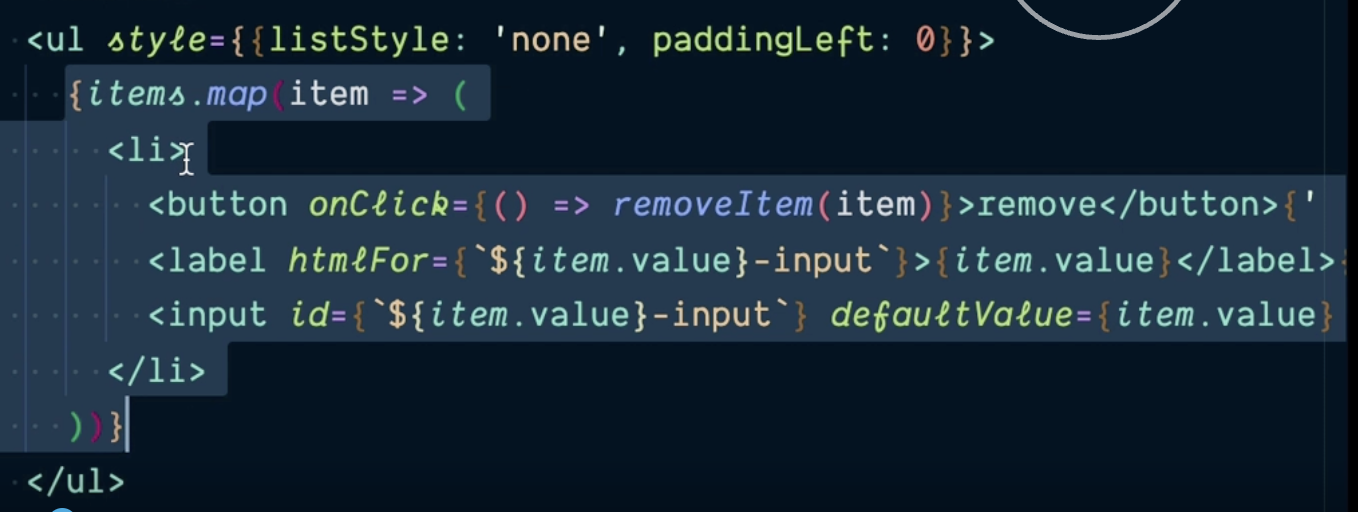 <ul style={{listStyle: 'none', paddingLeft: 0}}>
{items.map(item => (
<li>
<button onClick={() => removeItem(item)}>remove</button>{'
<label htmlFor={`${item.value}-input`}>{item.value}</label>{
<input id={`${item.value}-input`} defaultValue={item.value}
</li>
))}
</ul>